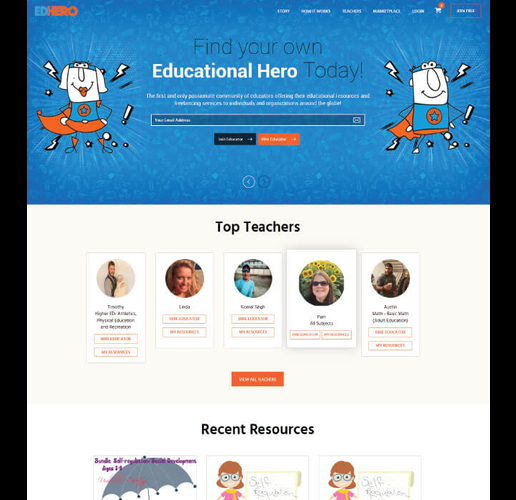 EDHERO
STORY HOW IT WORKS TEACHERS MARKETPLACE LOGIN JOIN FREE
Find your own
Educational Hero Today!
The first and only passionate community of educators offering their educational resources and
freelancing services to individuals and organizations around the globe!
Your Email Address
Join Educator → Hire Educator →
Top Teachers
Timothy
Higher ED: Athletics,
Physical Education
and Recreation
HIRE EDUCATOR
MY RESOURCES
Linda
HIRE EDUCATOR
MY RESOURCES
Komal Singh
HIRE EDUCATOR
MY RESOURCES
Pam
All Subjects
HIRE EDUCATOR MY RESOURCES
Austin
Math - Basic Math
(Adult Education)
HIRE EDUCATOR
MY RESOURCES
VIEW ALL TEACHERS
Recent Resources
Bundle: Self-regulation Social Development
Ages 3-5
Self
Regulation
Self
Regulation